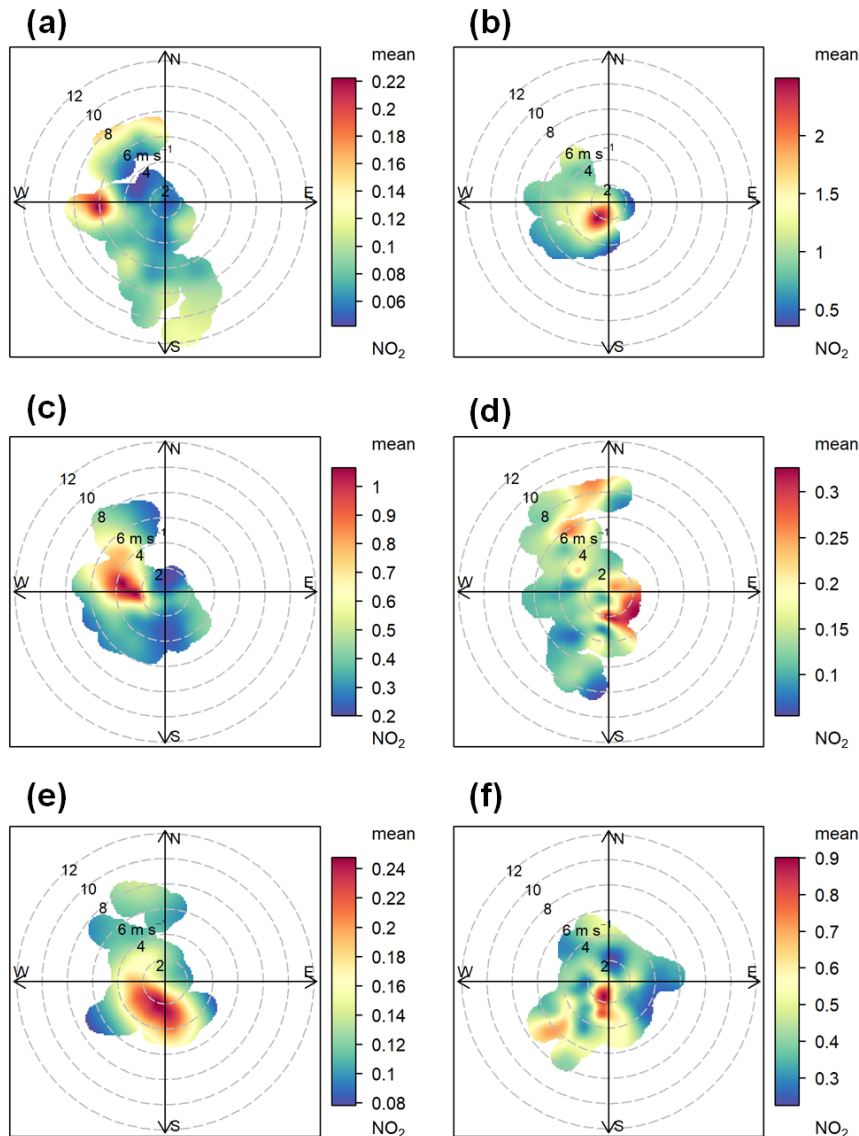 (a)
mean
N
12
10
8
6 m s⁻¹
4
2
W
E
S
0.22
0.2
0.18
0.16
0.14
0.12
0.1
0.08
0.06
NO₂
(b)
mean
N
12
10
8
6 m s⁻¹
4
2
W
E
S
2
1.5
1
0.5
NO₂
(c)
mean
N
12
10
8
6 m s⁻¹
4
2
W
E
S
1
0.9
0.8
0.7
0.6
0.5
0.4
0.3
0.2
NO₂
(d)
mean
N
12
10
8
6 m s⁻¹
4
2
W
E
S
0.3
0.25
0.2
0.15
0.1
NO₂
(e)
mean
N
12
10
8
6 m s⁻¹
4
2
W
E
S
0.24
0.22
0.2
0.18
0.16
0.14
0.12
0.1
0.08
NO₂
(f)
mean
N
12
10
8
6 m s⁻¹
4
2
W
E
S
0.9
0.8
0.7
0.6
0.5
0.4
0.3
NO₂